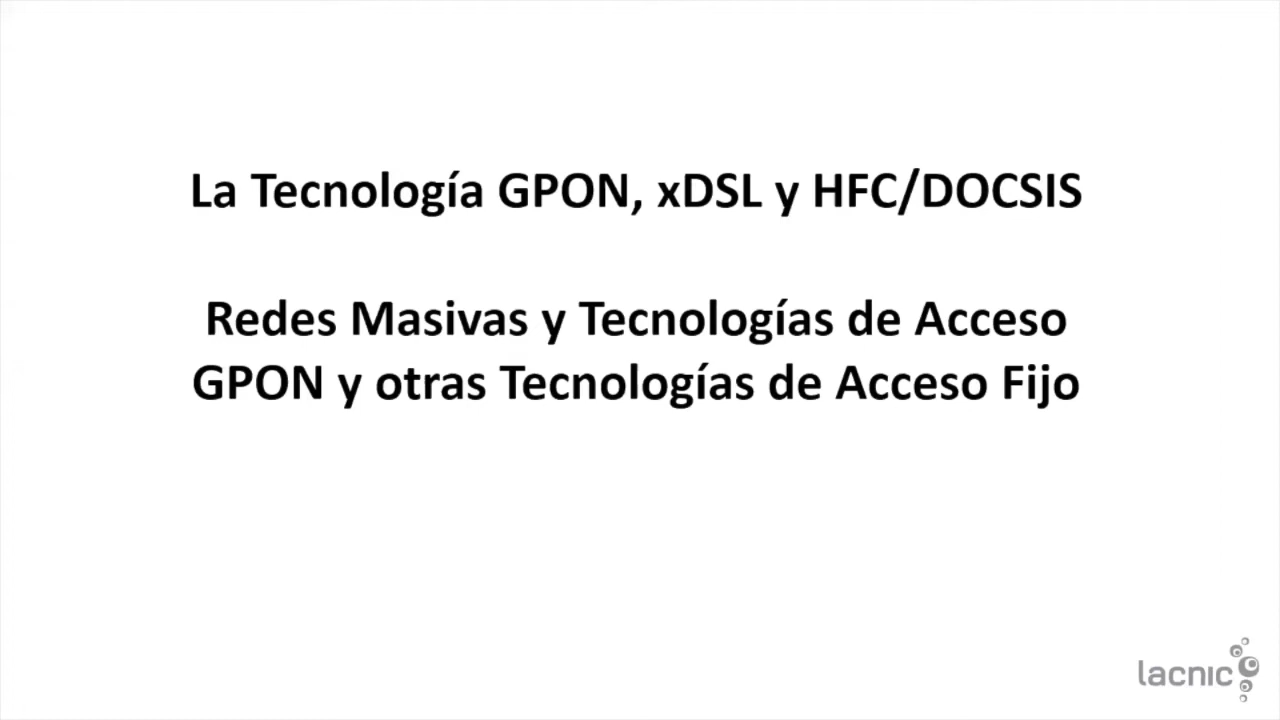 La Tecnología GPON, xDSL y HFC/DOCSIS
Redes Masivas y Tecnologías de Acceso
GPON y otras Tecnologías de Acceso Fijo
lacnic